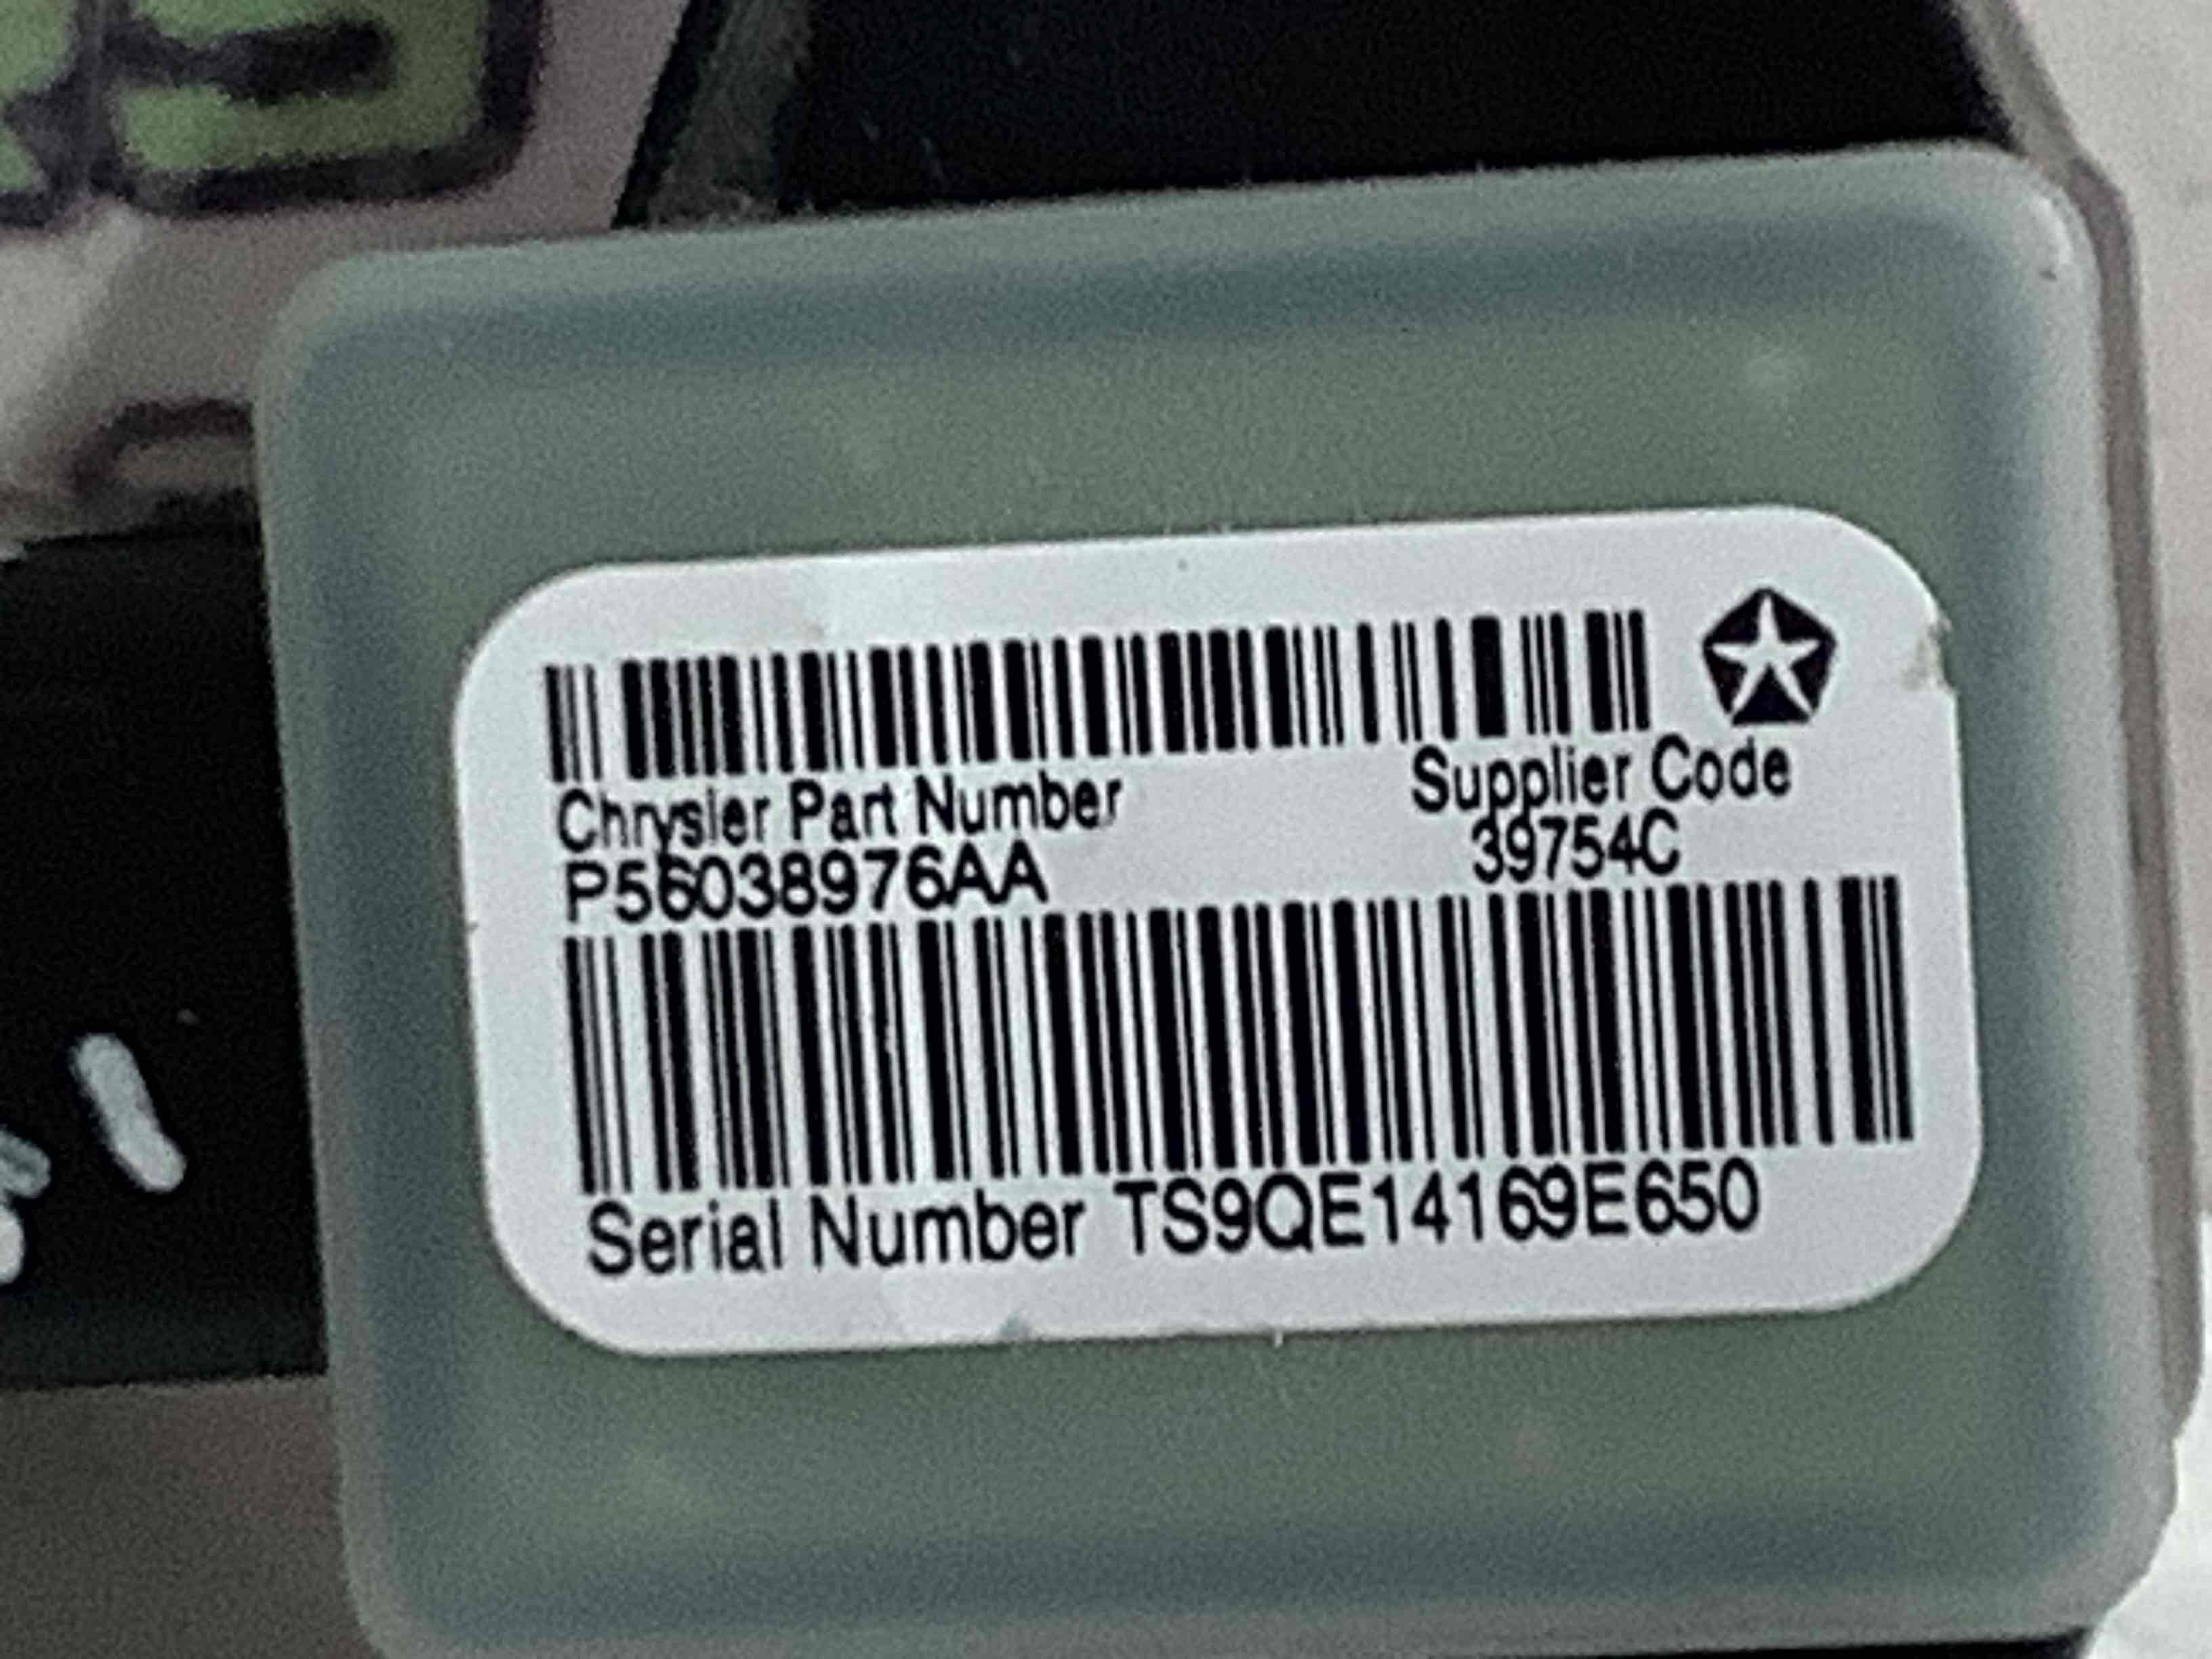 Chrysler Part Number
P56038976AA
Supplier Code
39754C
Serial Number TS9QE14169E650